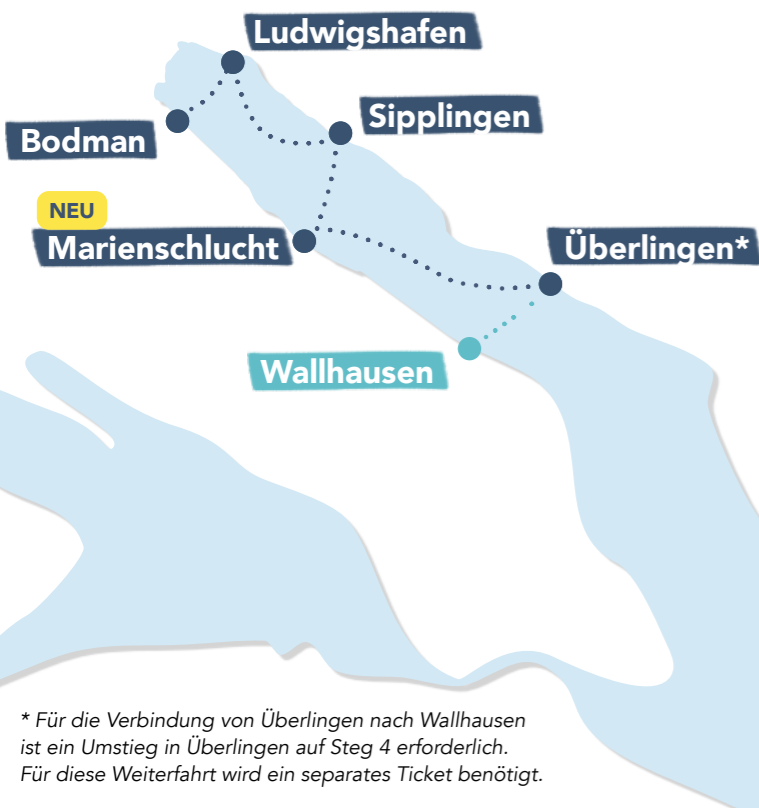 Ludwigshafen
Sipplingen
Bodman
NEU
Marienschlucht
Überlingen*
Wallhausen
* Für die Verbindung von Überlingen nach Wallhausen
ist ein Umstieg in Überlingen auf Steg 4 erforderlich.
Für diese Weiterfahrt wird ein separates Ticket benötigt.